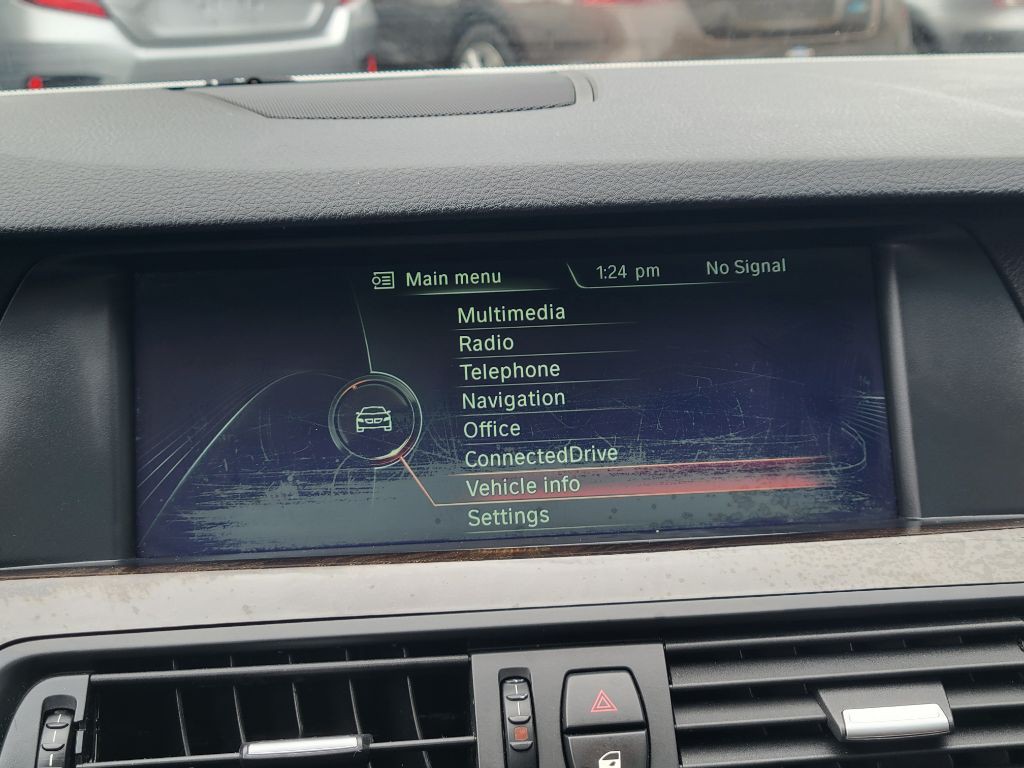 Main menu
1:24 pm
No Signal
Multimedia
Radio
Telephone
Navigation
Office
ConnectedDrive
Vehicle info
Settings